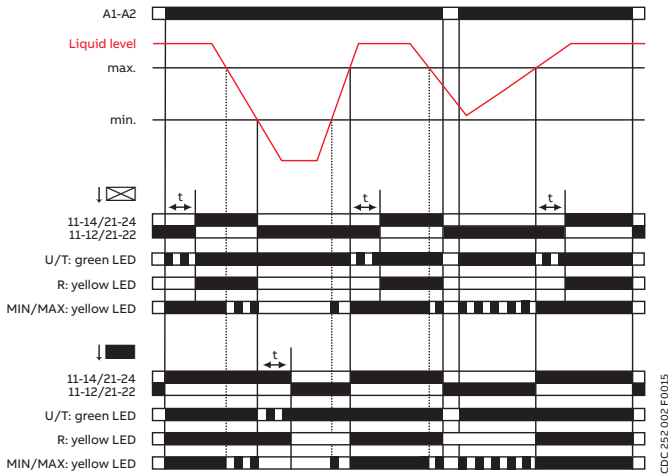 A1-A2
Liquid level
max.
min.
t
t
t
11-14/21-24
11-12/21-22
U/T: green LED
R: yellow LED
MIN/MAX: yellow LED
t
11-14/21-24
11-12/21-22
U/T: green LED
R: yellow LED
MIN/MAX: yellow LED
CDC 252 002 F0015